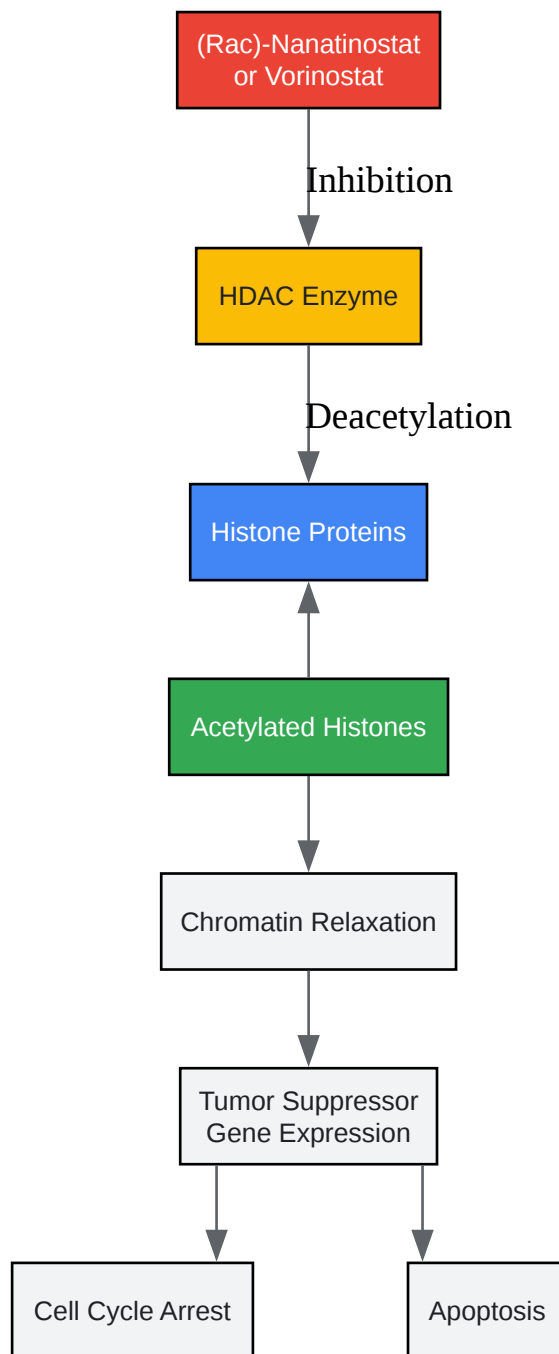 (Rac)-Nanatinostat
or Vorinostat
Inhibition
HDAC Enzyme
Deacetylation
Histone Proteins
Acetylated Histones
Chromatin Relaxation
Tumor Suppressor
Gene Expression
Cell Cycle Arrest
Apoptosis